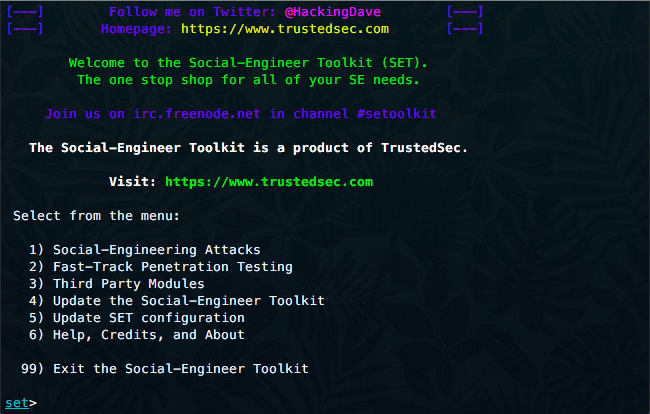 [---] Follow me on Twitter: @HackingDave [---]
[---] Homepage: https://www.trustedsec.com [---]
Welcome to the Social-Engineer Toolkit (SET).
The one stop shop for all of your SE needs.
Join us on irc.freenode.net in channel #setoolkit
The Social-Engineer Toolkit is a product of TrustedSec.
Visit: https://www.trustedsec.com
Select from the menu:
1) Social-Engineering Attacks
2) Fast-Track Penetration Testing
3) Third Party Modules
4) Update the Social-Engineer Toolkit
5) Update SET configuration
6) Help, Credits, and About
99) Exit the Social-Engineer Toolkit
set>